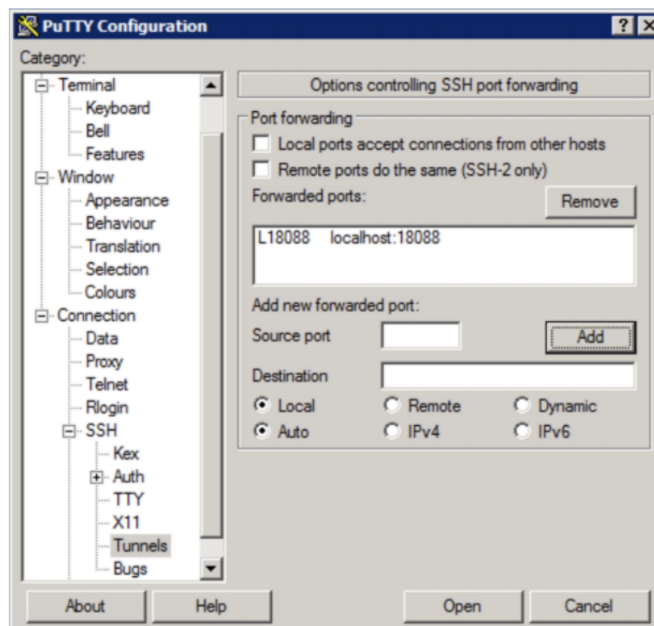 PuTTY Configuration
Category:
Terminal
Keyboard
Bell
Features
Window
Appearance
Behaviour
Translation
Selection
Colours
Connection
Data
Proxy
Telnet
Rlogin
SSH
Kex
Auth
TTY
X11
Tunnels
Bugs
Options controlling SSH port forwarding
Port forwarding
Local ports accept connections from other hosts
Remote ports do the same (SSH-2 only)
Forwarded ports:
Remove
L18088 localhost:18088
Add new forwarded port:
Source port
Add
Destination
Local Remote Dynamic
Auto IPv4 IPv6
About Help Open Cancel